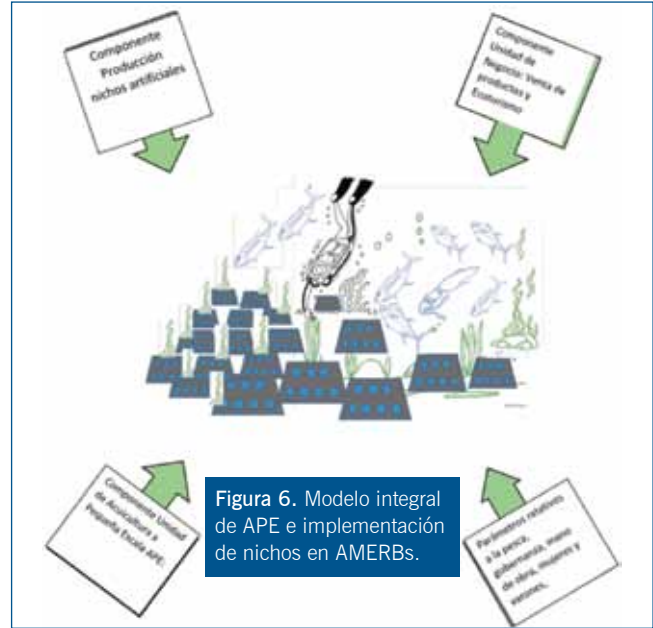 Componente
Producción
nichos artificiales
Componente
Unidad de
Negocio: Venta de
productos y
Ecoturismo
Componente Unidad
de Acuicultura a
Pequeña Escala APE.
Figura 6. Modelo integral
de APE e implementación
de nichos en AMERBs.
Parámetros relativos
a la pesca,
gobernanza, mano
de obra, mujeres y
varones.